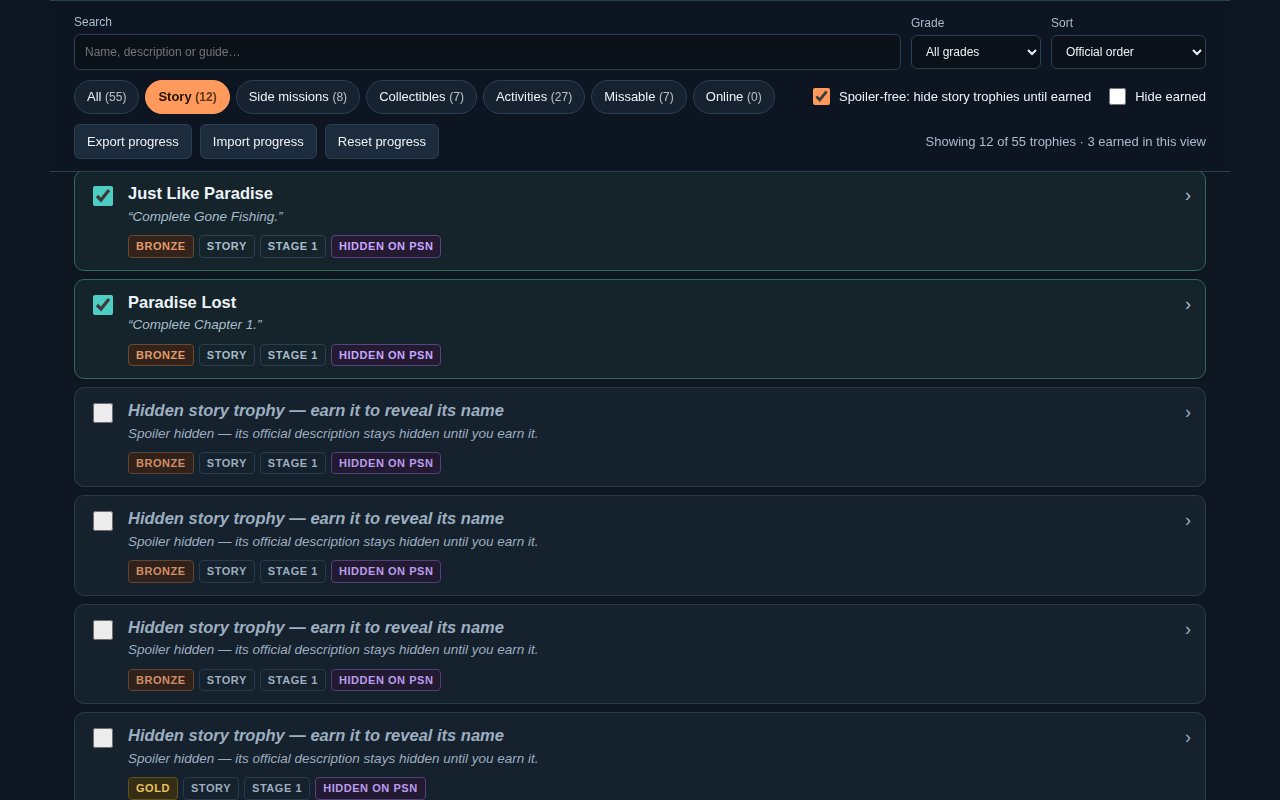 Search
Grade
Sort
Name, description or guide…
All grades
Official order
All (55)
Story (12)
Side missions (8)
Collectibles (7)
Activities (27)
Missable (7)
Online (0)
Spoiler-free: hide story trophies until earned
Hide earned
Export progress
Import progress
Reset progress
Showing 12 of 55 trophies · 3 earned in this view
Just Like Paradise
“Complete Gone Fishing.”
BRONZE STORY STAGE 1 HIDDEN ON PSN
Paradise Lost
“Complete Chapter 1.”
BRONZE STORY STAGE 1 HIDDEN ON PSN
Hidden story trophy — earn it to reveal its name
Spoiler hidden — its official description stays hidden until you earn it.
BRONZE STORY STAGE 1 HIDDEN ON PSN
Hidden story trophy — earn it to reveal its name
Spoiler hidden — its official description stays hidden until you earn it.
BRONZE STORY STAGE 1 HIDDEN ON PSN
Hidden story trophy — earn it to reveal its name
Spoiler hidden — its official description stays hidden until you earn it.
BRONZE STORY STAGE 1 HIDDEN ON PSN
Hidden story trophy — earn it to reveal its name
Spoiler hidden — its official description stays hidden until you earn it.
GOLD STORY STAGE 1 HIDDEN ON PSN